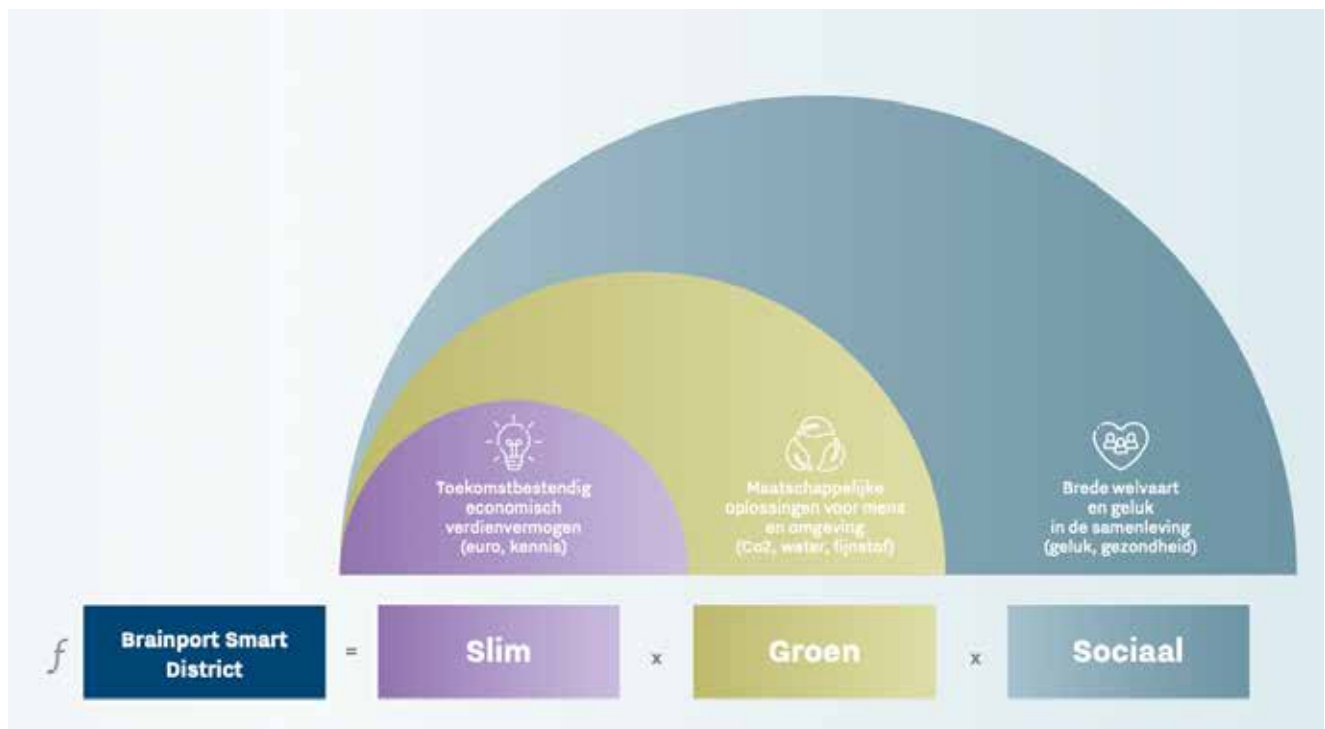 Toekomstbestendig
economisch
verdienvermogen
(euro, kennis)
Maatschappelijke
oplossingen voor mens
en omgeving
(Co2, water, fijnstof)
Brede welvaart
en geluk
in de samenleving
(geluk, gezondheid)
f
Brainport Smart
District
=
Slim
x
Groen
x
Sociaal